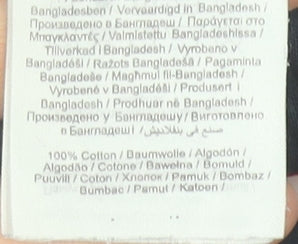 Bangladesben / Vervaardigd in Bangladesh /
Произведено в Бангладеш / Παράγεται στο
Μπαγκλαντές / Valmistettu Bangladeshissa /
Tillverkad i Bangladesh / Vyrobeno v
Bangladéši / Ražots Bangladešā / Pagaminta
Bangladeše / Magħmul fil-Bangladesh /
Vyrobené v Bangladéši / Produsert i
Bangladesh / Prodhuar në Bangladesh /
Произведено у Бангладешу / Виготовлено
в Бангладеші / صنع في بنغلاديش
100% Cotton / Baumwolle / Algodón /
Algodão / Cotone / Bawełna / Bomuld /
Puuvill / Coton / Хлопок / Pamuk / Bombaz /
Bumbac / Pamut / Katoen /